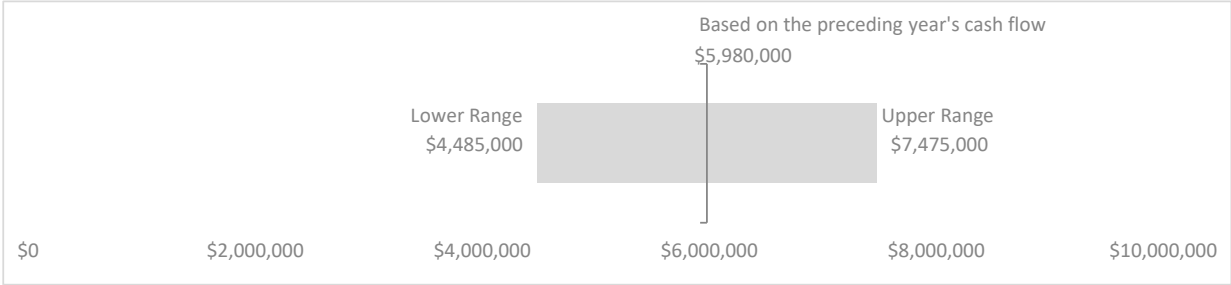 Based on the preceding year's cash flow
$5,980,000
Lower Range
$4,485,000
Upper Range
$7,475,000
$0 $2,000,000 $4,000,000 $6,000,000 $8,000,000 $10,000,000